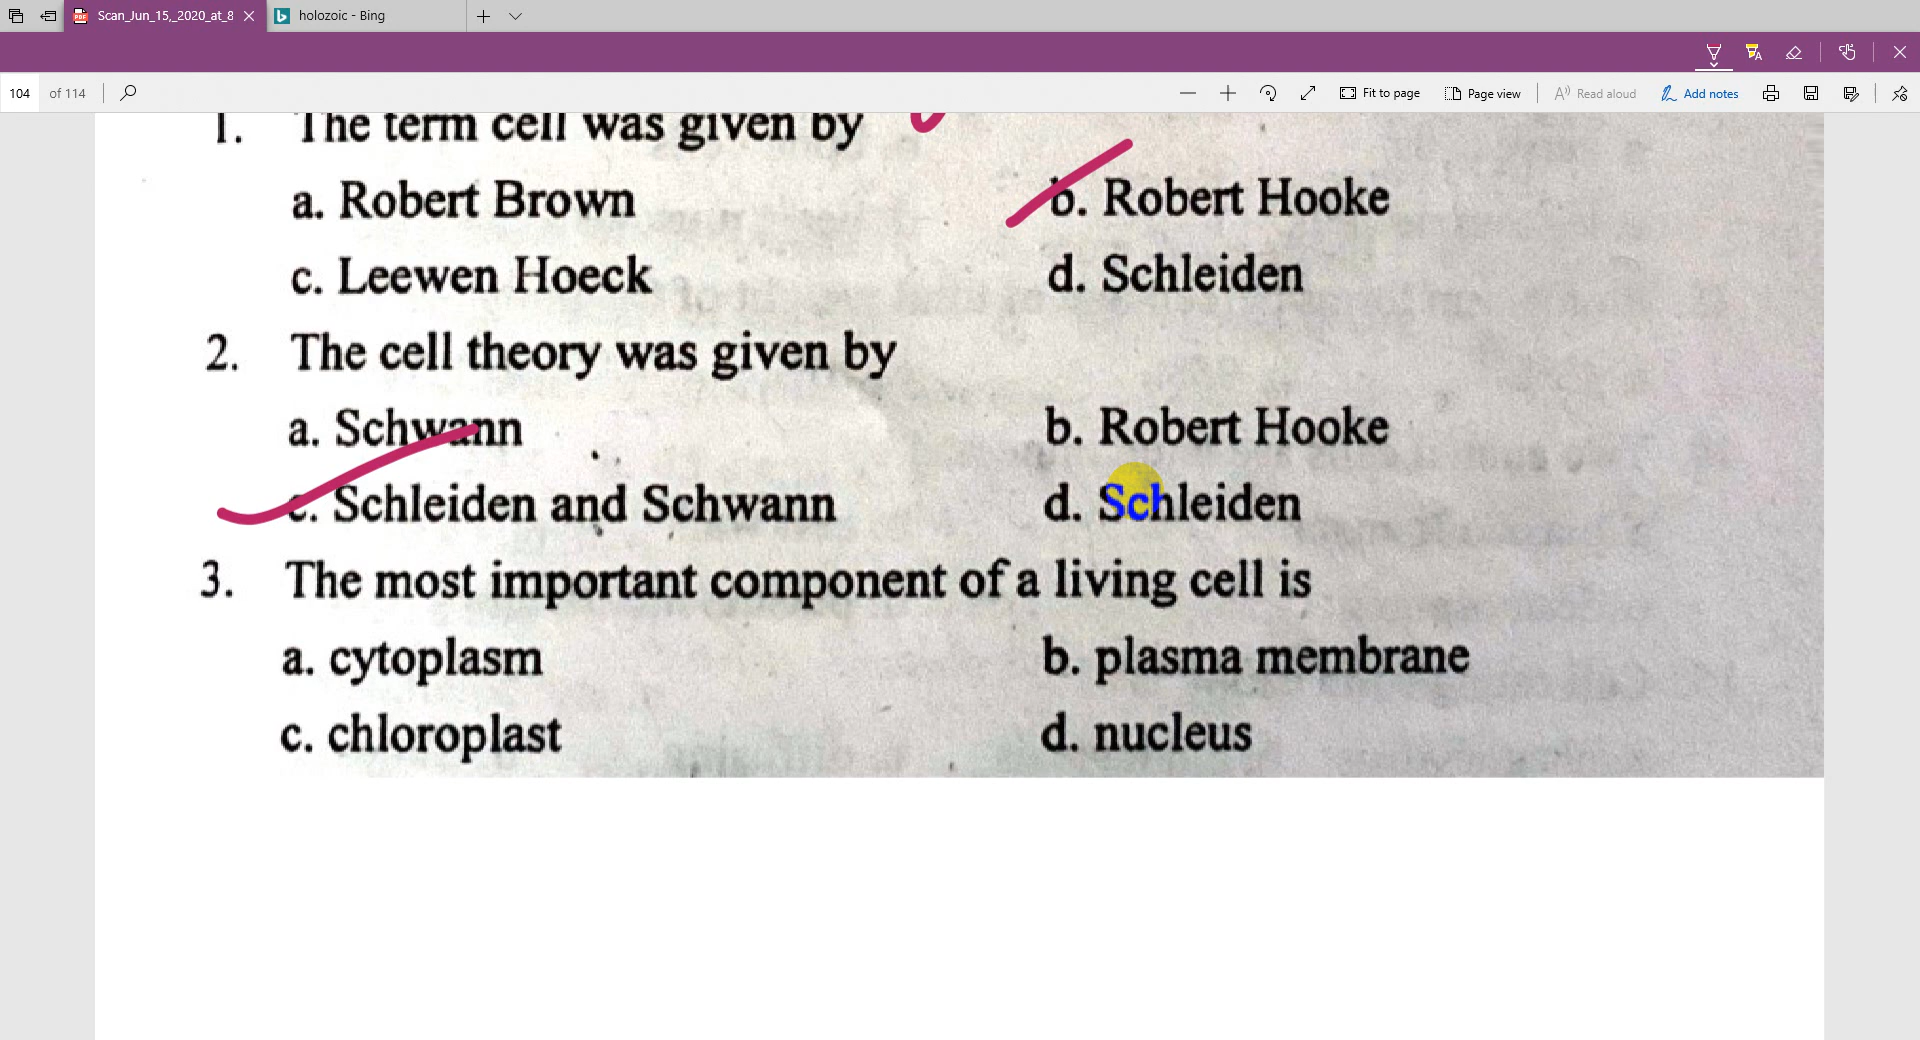 Scan_Jun_15,_2020_at_8
holozoic - Bing
104 of 114
Fit to page
Page view
Read aloud
Add notes
1. The term cell was given by
a. Robert Brown b. Robert Hooke
c. Leewen Hoeck d. Schleiden
2. The cell theory was given by
a. Schwann b. Robert Hooke
c. Schleiden and Schwann d. Schleiden
3. The most important component of a living cell is
a. cytoplasm b. plasma membrane
c. chloroplast d. nucleus